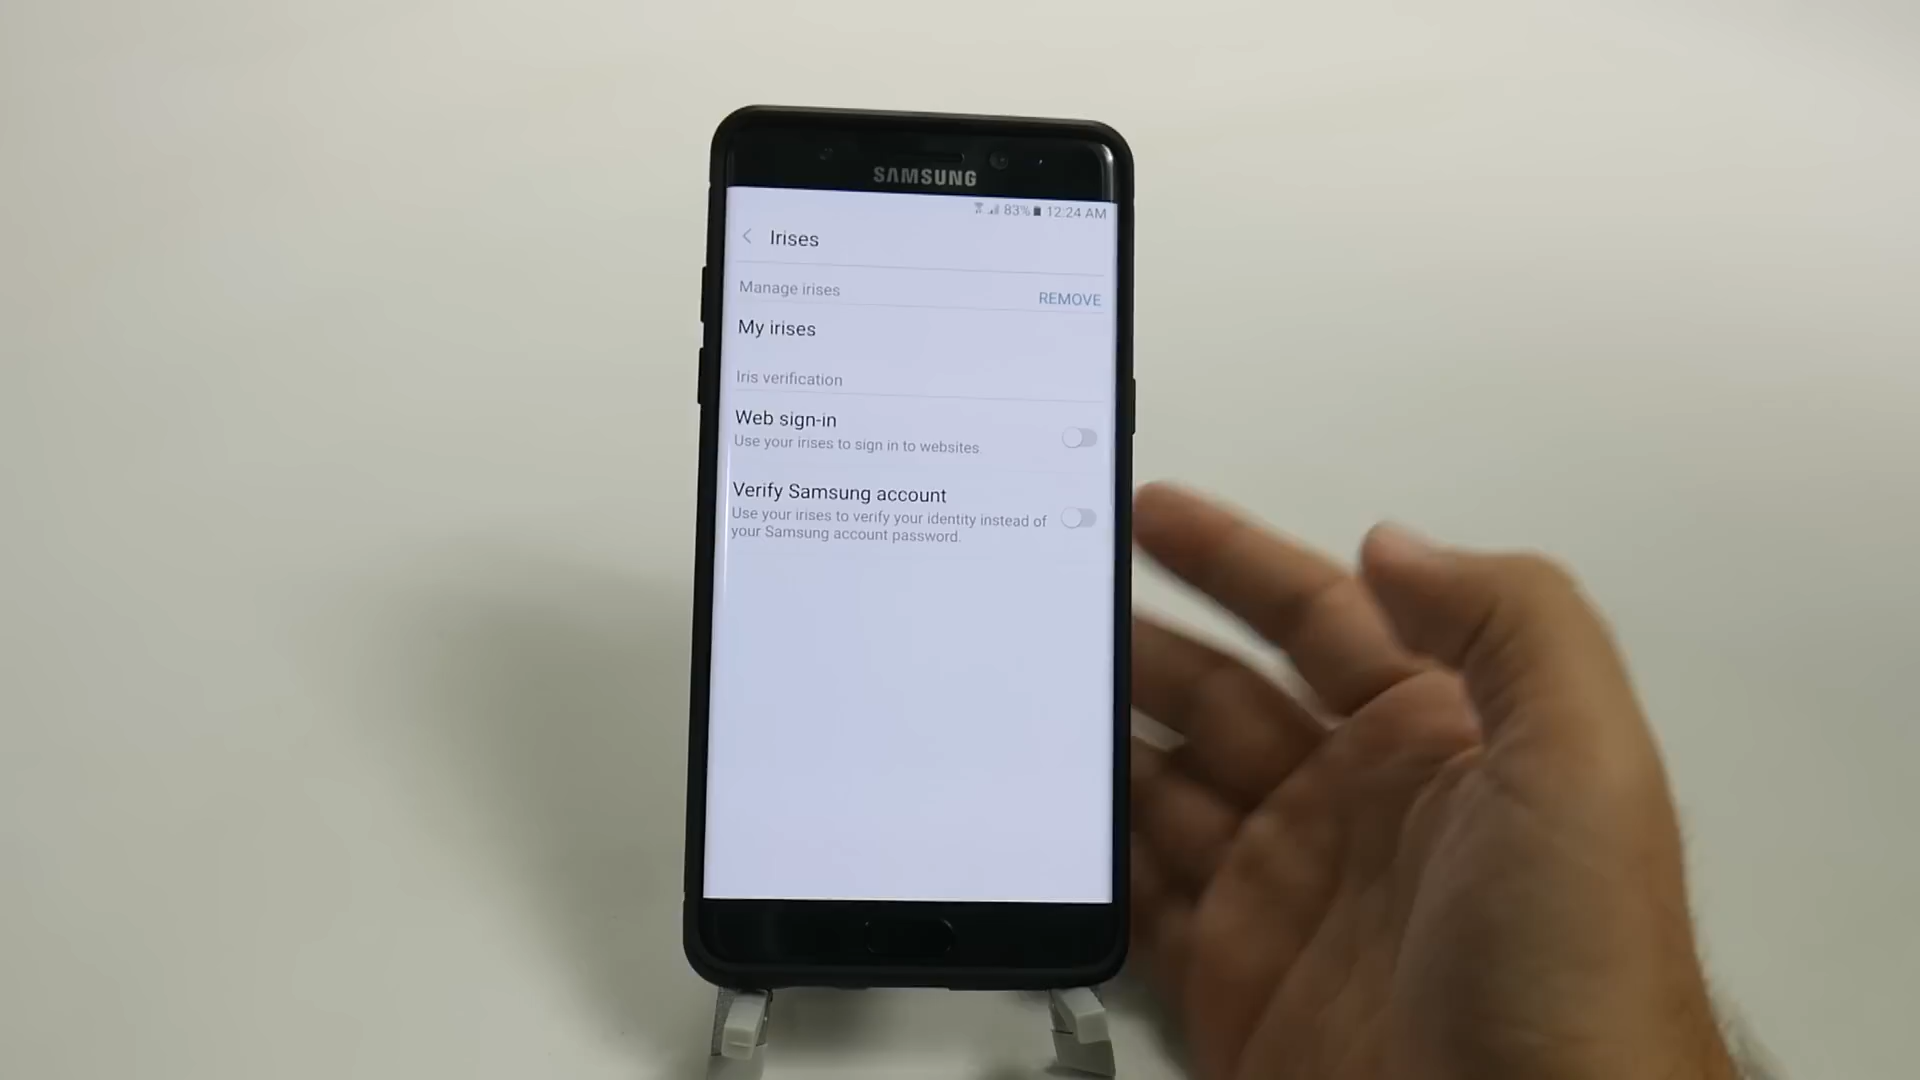 SAMSUNG
83% 12:24 AM
Irises
Manage irises
REMOVE
My irises
Iris verification
Web sign-in
Use your irises to sign in to websites
Verify Samsung account
Use your irises to verify your identity instead of
your Samsung account password.